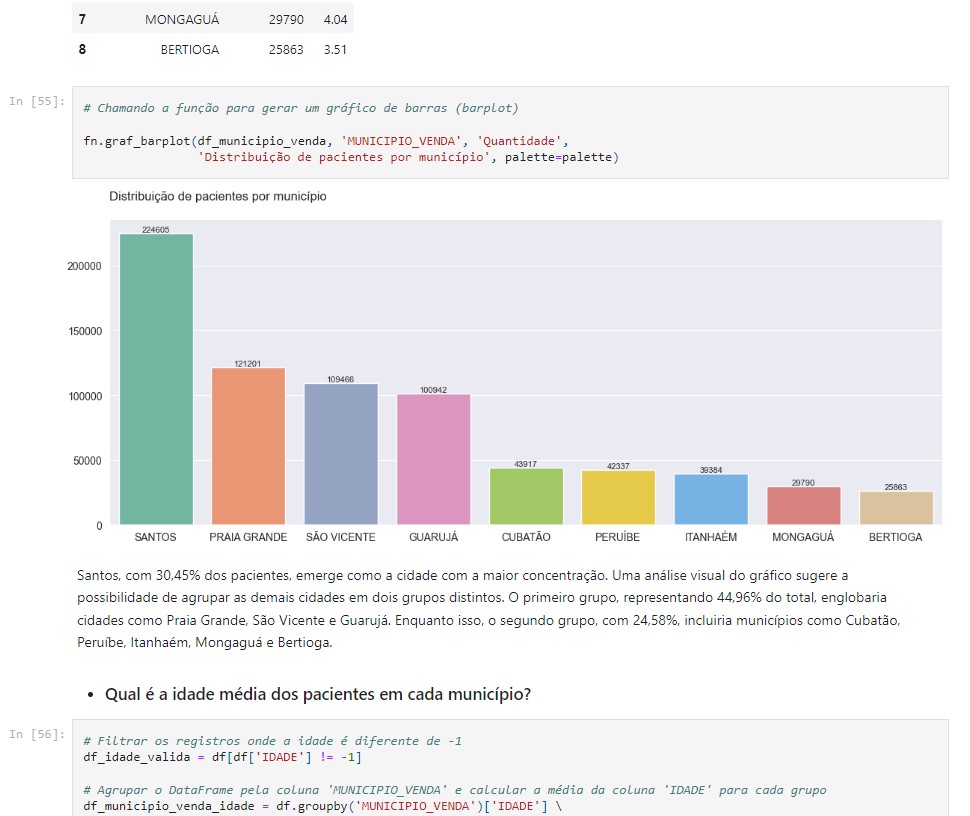 7 MONGAGUÁ 29790 4.04
8 BERTIOGA 25863 3.51
In [55]:
# Chamando a função para gerar um gráfico de barras (barplot)
fn.graf_barplot(df_municipio_venda, 'MUNICIPIO_VENDA', 'Quantidade',
'Distribuição de pacientes por município', palette=palette)
Distribuição de pacientes por município
224605
200000
150000
121201
109466
100942
100000
50000
43917
42337
39384
29790
25863
0
SANTOS PRAIA GRANDE SÃO VICENTE GUARUJÁ CUBATÃO PERUÍBE ITANHAÉM MONGAGUÁ BERTIOGA
Santos, com 30,45% dos pacientes, emerge como a cidade com a maior concentração. Uma análise visual do gráfico sugere a
possibilidade de agrupar as demais cidades em dois grupos distintos. O primeiro grupo, representando 44,96% do total, englobaria
cidades como Praia Grande, São Vicente e Guarujá. Enquanto isso, o segundo grupo, com 24,58%, incluiria municípios como Cubatão,
Peruíbe, Itanhaém, Mongaguá e Bertioga.
• Qual é a idade média dos pacientes em cada município?
In [56]:
# Filtrar os registros onde a idade é diferente de -1
df_idade_valida = df[df['IDADE'] != -1]
# Agrupar o DataFrame pela coluna 'MUNICIPIO_VENDA' e calcular a média da coluna 'IDADE' para cada grupo
df_municipio_venda_idade = df.groupby('MUNICIPIO_VENDA')['IDADE'] \